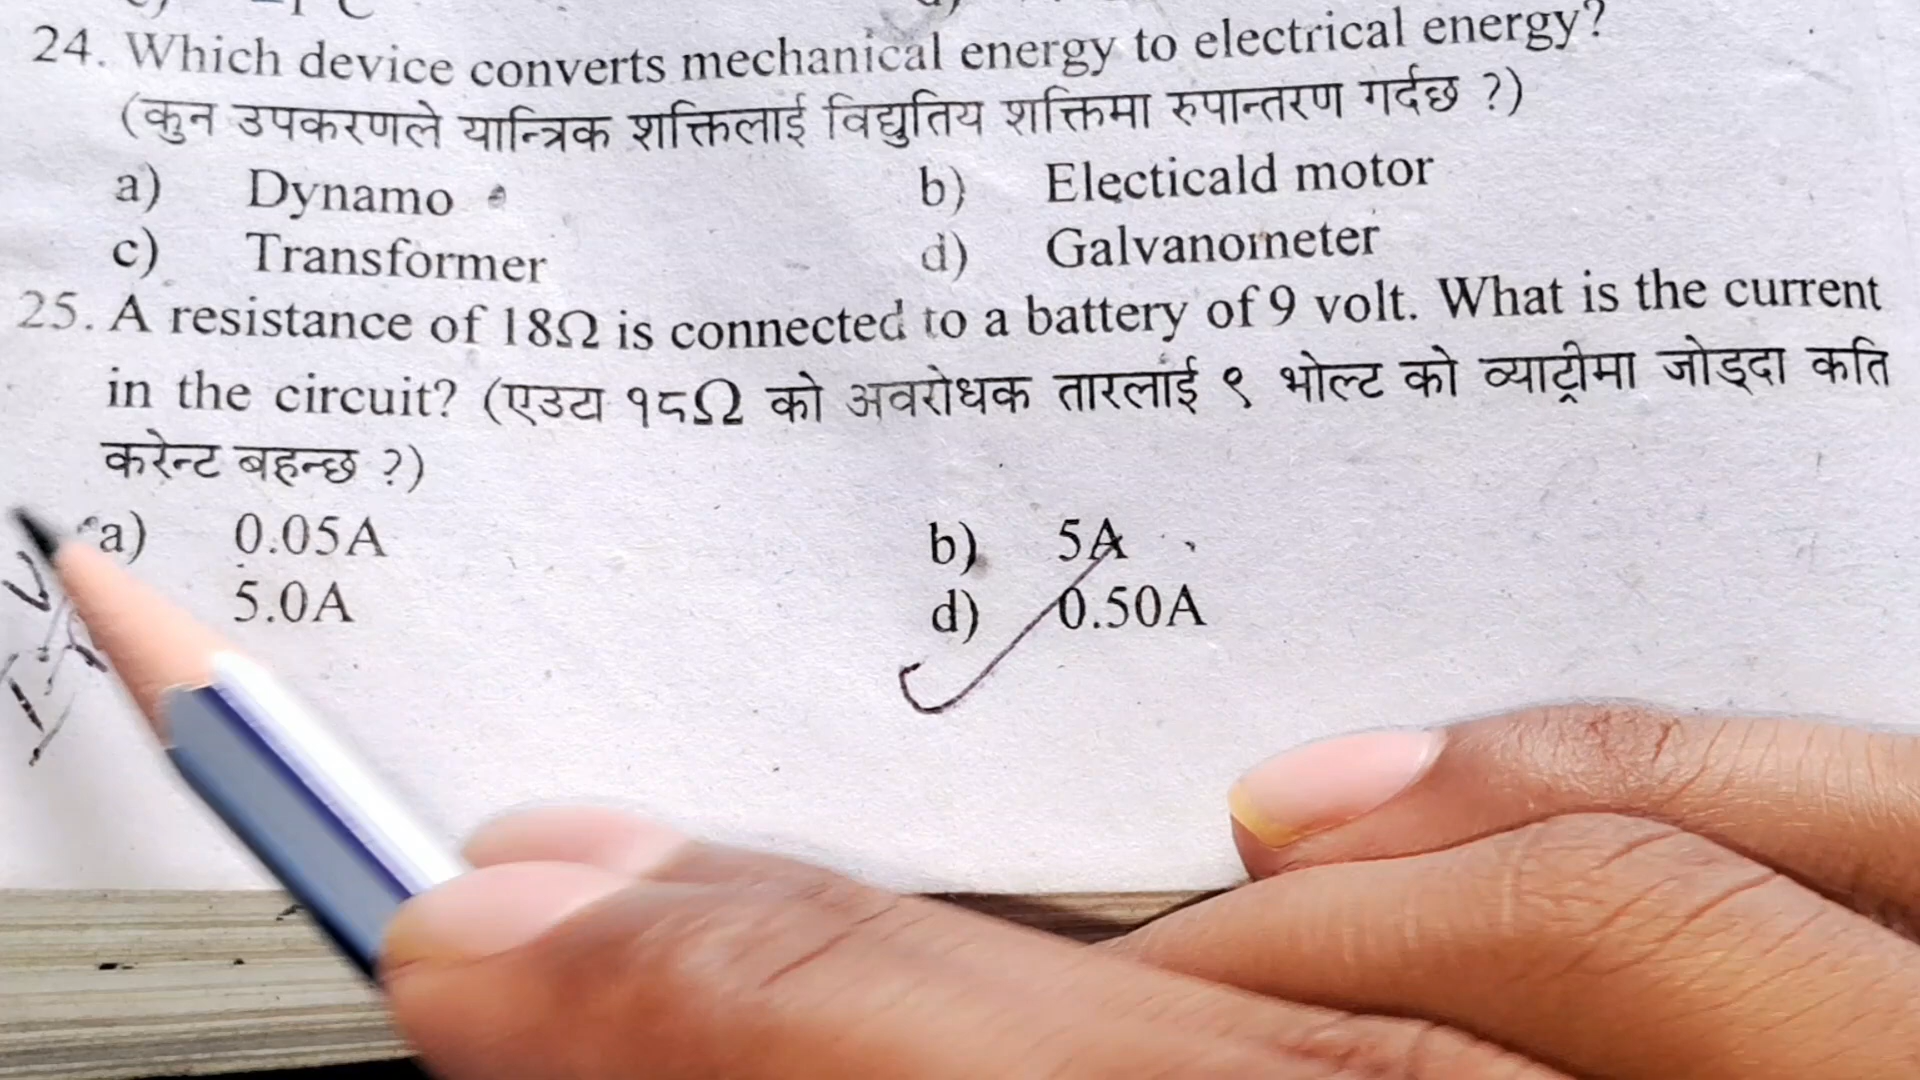 24. Which device converts mechanical energy to electrical energy?
(कुन उपकरणले यान्त्रिक शक्तिलाई विद्युतिय शक्तिमा रुपान्तरण गर्दछ ?)
a) Dynamo b) Electicald motor
c) Transformer d) Galvanometer
25. A resistance of 18Ω is connected to a battery of 9 volt. What is the current
in the circuit? (एउटा १८Ω को अवरोधक तारलाई ९ भोल्ट को व्याट्रीमा जोड्दा कति
करेन्ट बहन्छ ?)
a) 0.05A b) 5A
5.0A d) 0.50A